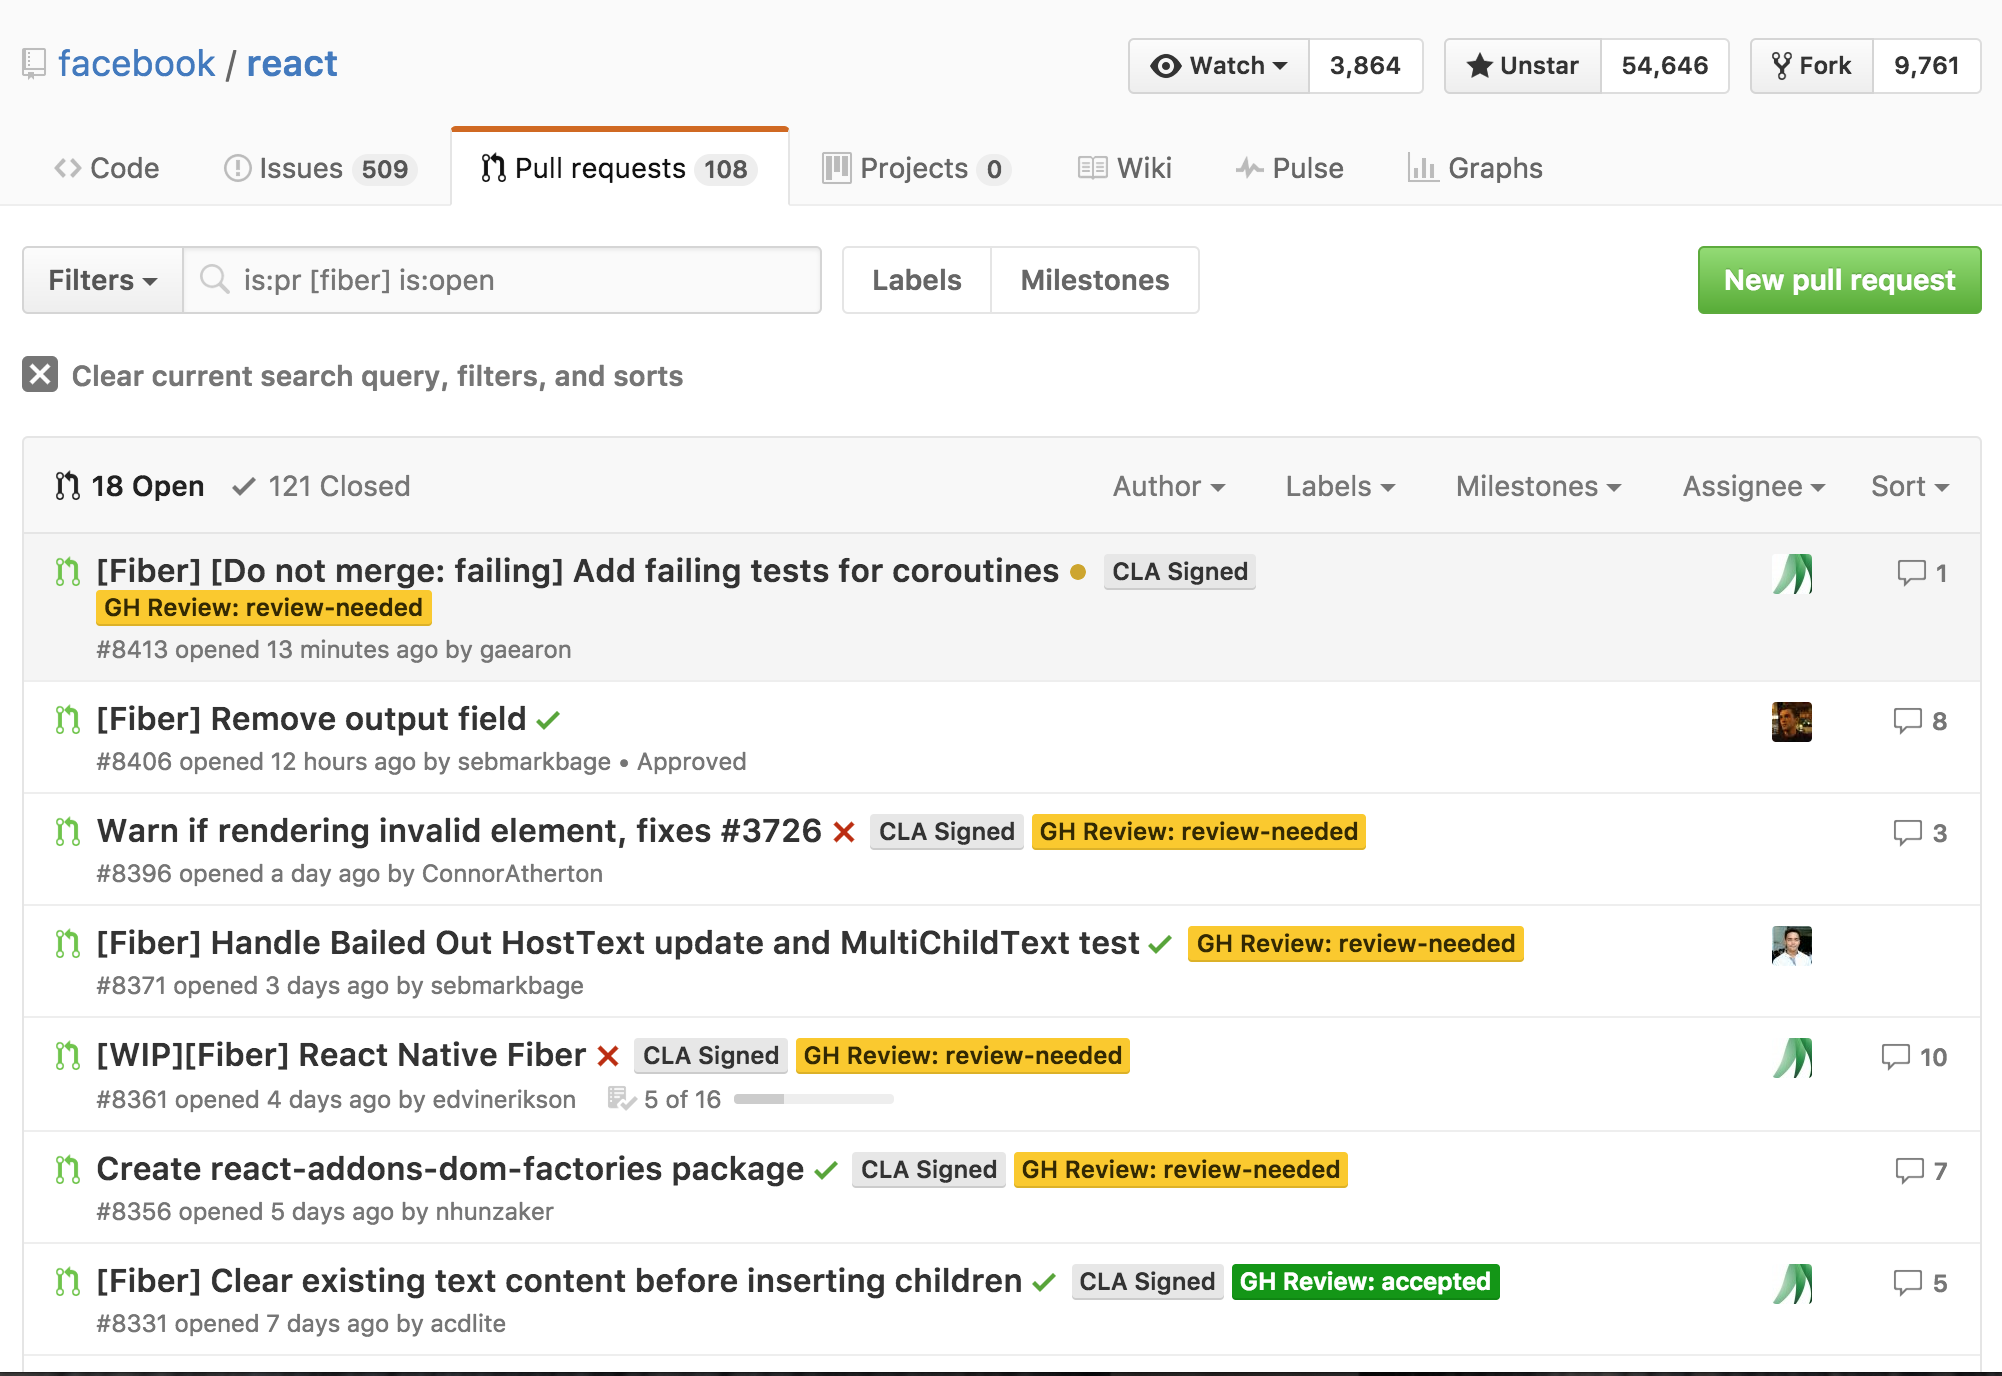 facebook / react
Watch 3,864 Unstar 54,646 Fork 9,761
Code Issues 509 Pull requests 108 Projects 0 Wiki Pulse Graphs
Filters is:pr [fiber] is:open Labels Milestones New pull request
Clear current search query, filters, and sorts
18 Open 121 Closed Author Labels Milestones Assignee Sort
[Fiber] [Do not merge: failing] Add failing tests for coroutines CLA Signed 1
GH Review: review-needed
#8413 opened 13 minutes ago by gaearon
[Fiber] Remove output field 8
#8406 opened 12 hours ago by sebmarkbage • Approved
Warn if rendering invalid element, fixes #3726 CLA Signed GH Review: review-needed 3
#8396 opened a day ago by ConnorAtherton
[Fiber] Handle Bailed Out HostText update and MultiChildText test GH Review: review-needed
#8371 opened 3 days ago by sebmarkbage
[WIP][Fiber] React Native Fiber CLA Signed GH Review: review-needed 10
#8361 opened 4 days ago by edvinerikson 5 of 16
Create react-addons-dom-factories package CLA Signed GH Review: review-needed 7
#8356 opened 5 days ago by nhunzaker
[Fiber] Clear existing text content before inserting children CLA Signed GH Review: accepted 5
#8331 opened 7 days ago by acdlite